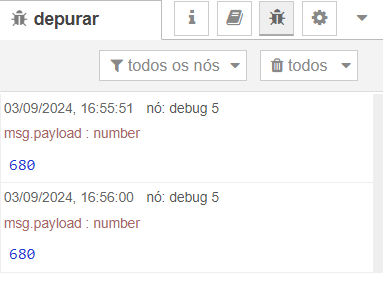 depurar
todos os nós
todos
03/09/2024, 16:55:51 nó: debug 5
msg.payload : number
680
03/09/2024, 16:56:00 nó: debug 5
msg.payload : number
680